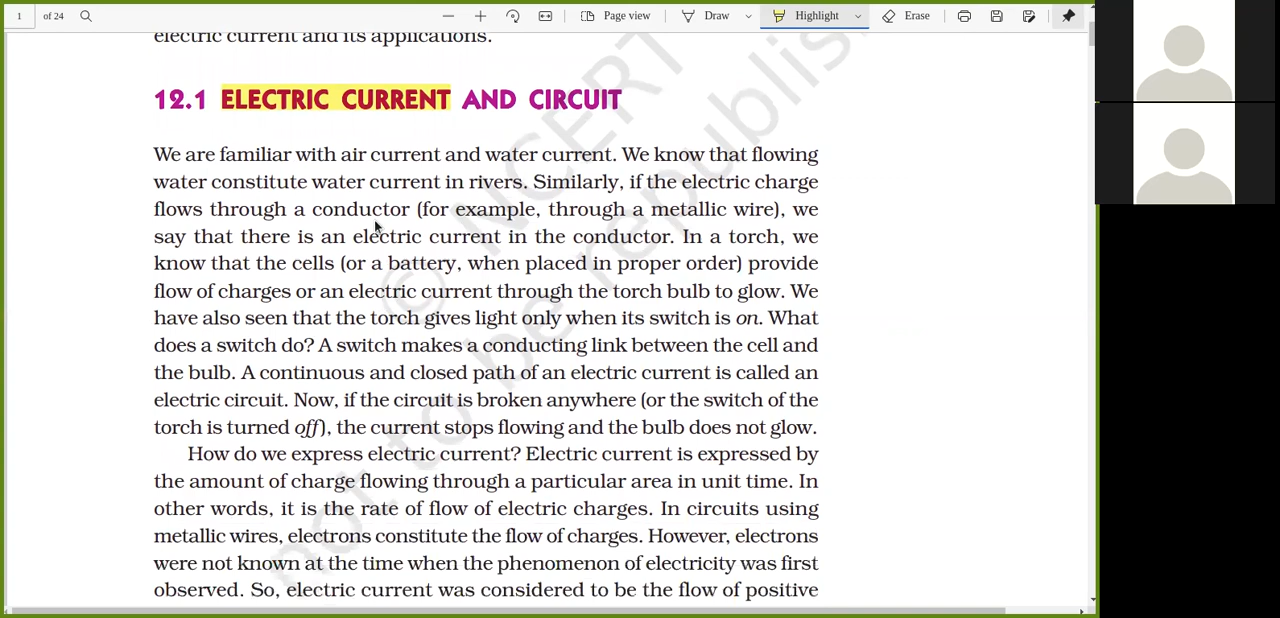 1 of 24 Page view Draw Highlight Erase
electric current and its applications.
12.1 ELECTRIC CURRENT AND CIRCUIT
We are familiar with air current and water current. We know that flowing
water constitute water current in rivers. Similarly, if the electric charge
flows through a conductor (for example, through a metallic wire), we
say that there is an electric current in the conductor. In a torch, we
know that the cells (or a battery, when placed in proper order) provide
flow of charges or an electric current through the torch bulb to glow. We
have also seen that the torch gives light only when its switch is on. What
does a switch do? A switch makes a conducting link between the cell and
the bulb. A continuous and closed path of an electric current is called an
electric circuit. Now, if the circuit is broken anywhere (or the switch of the
torch is turned off), the current stops flowing and the bulb does not glow.
How do we express electric current? Electric current is expressed by
the amount of charge flowing through a particular area in unit time. In
other words, it is the rate of flow of electric charges. In circuits using
metallic wires, electrons constitute the flow of charges. However, electrons
were not known at the time when the phenomenon of electricity was first
observed. So, electric current was considered to be the flow of positive
© NCERT
not to be republis